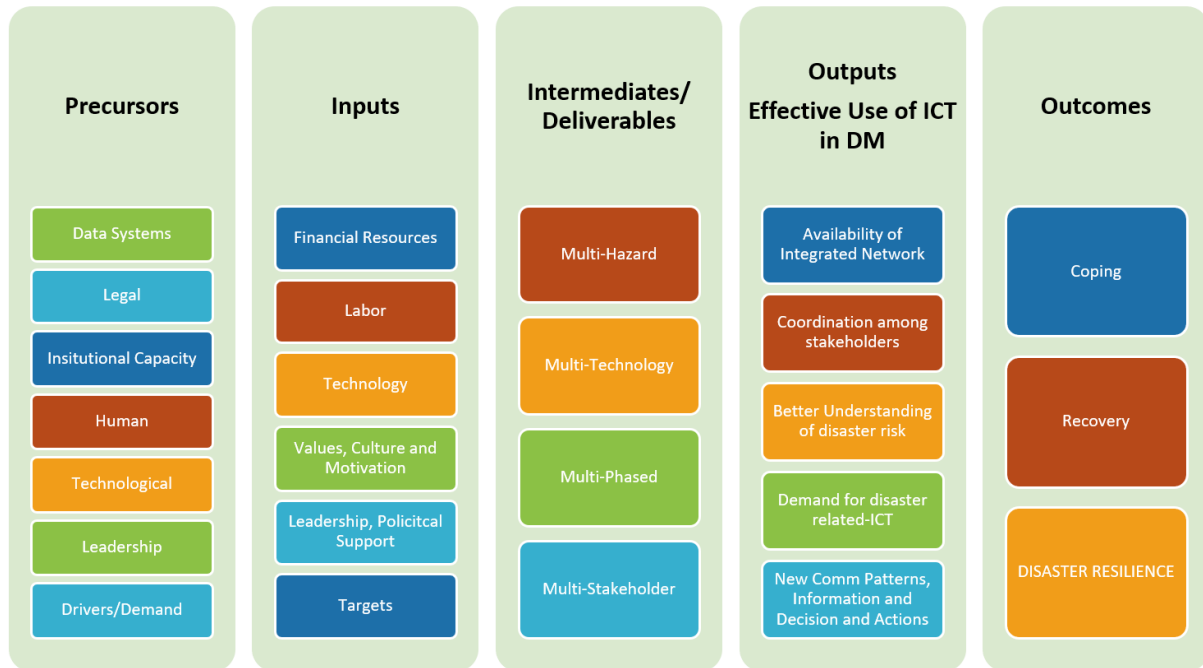 Precursors
Data Systems
Legal
Insitutional Capacity
Human
Technological
Leadership
Drivers/Demand
Inputs
Financial Resources
Labor
Technology
Values, Culture and
Motivation
Leadership, Policitcal
Support
Targets
Intermediates/
Deliverables
Multi-Hazard
Multi-Technology
Multi-Phased
Multi-Stakeholder
Outputs
Effective Use of ICT
in DM
Availability of
Integrated Network
Coordination among
stakeholders
Better Understanding
of disaster risk
Demand for disaster
related-ICT
New Comm Patterns,
Information and
Decision and Actions
Outcomes
Coping
Recovery
DISASTER RESILIENCE